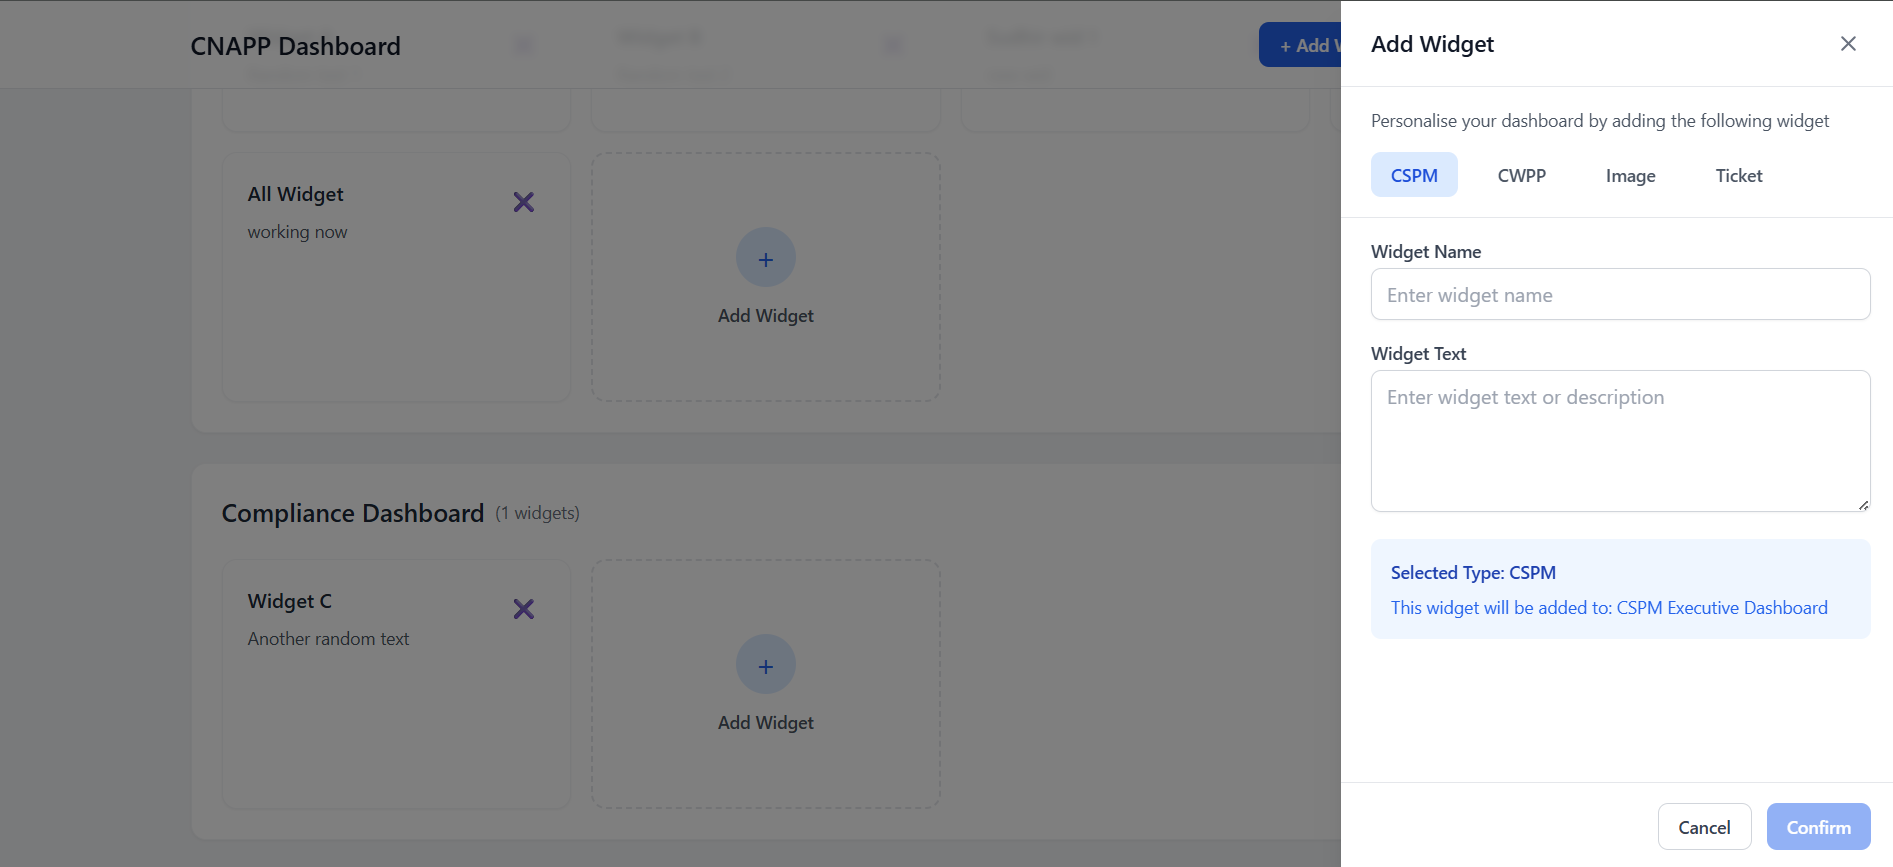 CNAPP Dashboard
+ Add W
All Widget
working now
+
Add Widget
Compliance Dashboard (1 widgets)
Widget C
Another random text
+
Add Widget
Add Widget
Personalise your dashboard by adding the following widget
CSPM CWPP Image Ticket
Widget Name
Enter widget name
Widget Text
Enter widget text or description
Selected Type: CSPM
This widget will be added to: CSPM Executive Dashboard
Cancel Confirm